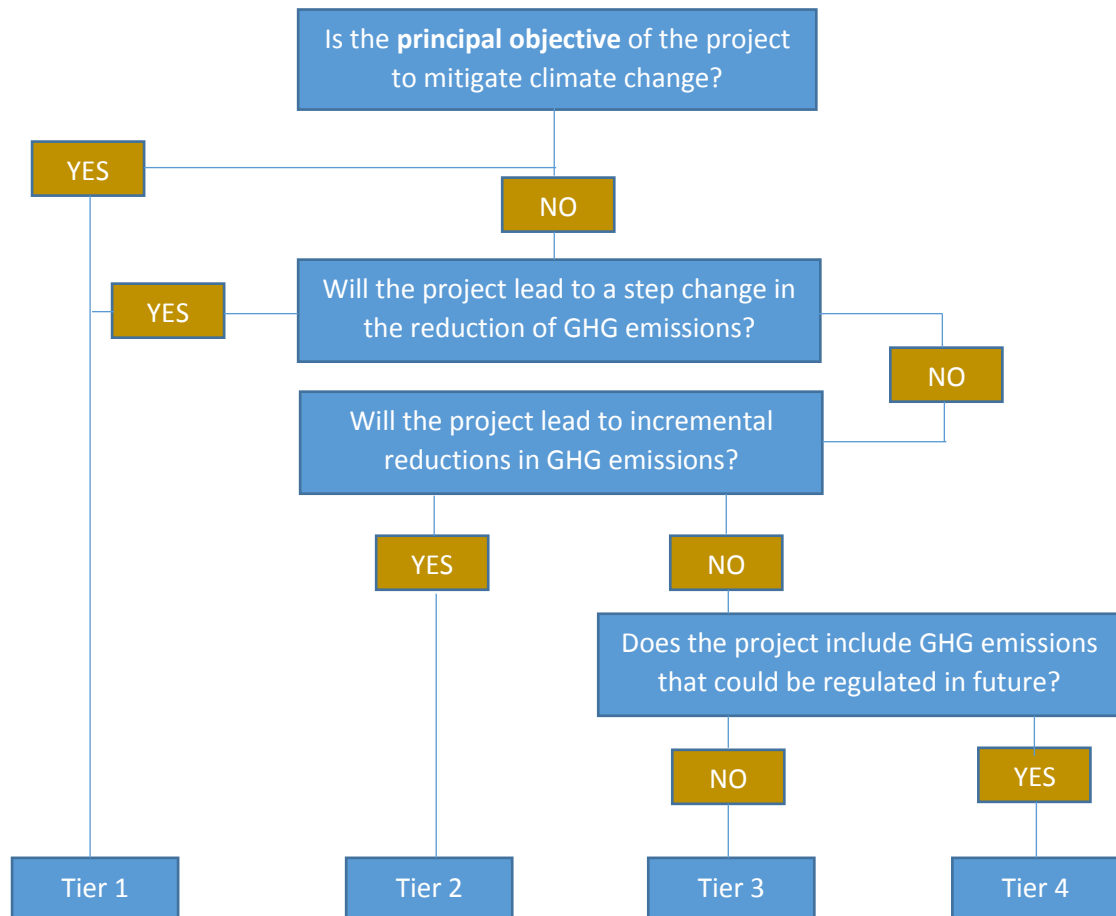 Is the principal objective of the project
to mitigate climate change?
YES
NO
Will the project lead to a step change in
the reduction of GHG emissions?
YES
NO
Will the project lead to incremental
reductions in GHG emissions?
YES
NO
Does the project include GHG emissions
that could be regulated in future?
NO
YES
Tier 1
Tier 2
Tier 3
Tier 4